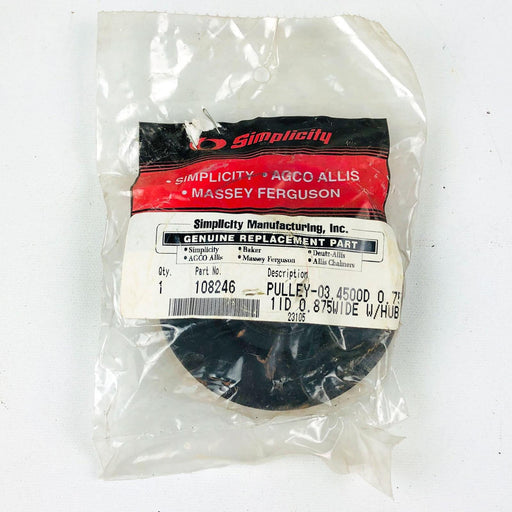 Simplicity
SIMPLICITY • AGCO ALLIS
• MASSEY FERGUSON
Simplicity Manufacturing, Inc.
GENUINE REPLACEMENT PART
• Simplicity • Baker • Deutz-Allis
• AGCO Allis • Massey Ferguson • Allis Chalmers
Qty. Part No. Description
1 108246 PULLEY-03.4500D 0.75
1ID 0.875WIDE W/HUB
23105